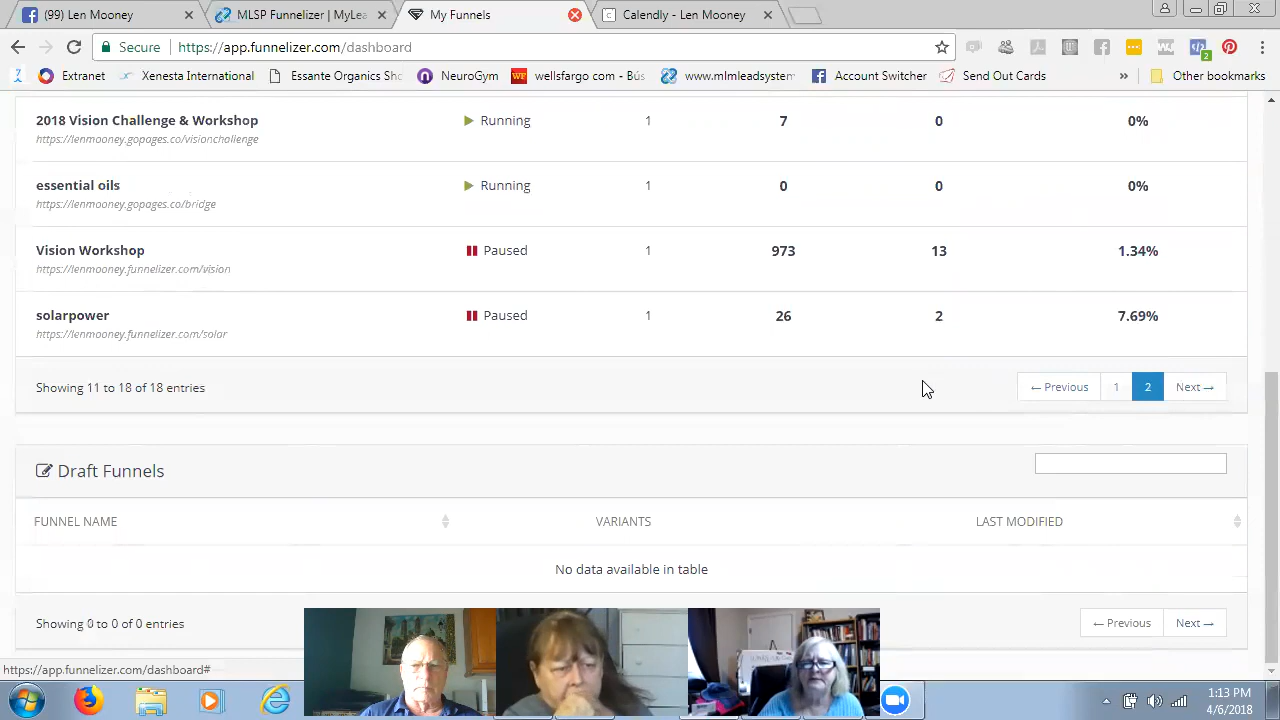 (99) Len Mooney
MLSP Funnelizer | MyLea
My Funnels
Calendly - Len Mooney
Secure
https://app.funnelizer.com/dashboard
2
Extranet
Xenesta International
Essante Organics Sho
NeuroGym
wellsfargo com - Bus
www.mlmleadsystem
Account Switcher
Send Out Cards
»
Other bookmarks
2018 Vision Challenge & Workshop
Running
1
7
0
0%
https://lenmooney.gopages.co/visionchallenge
essential oils
Running
1
0
0
0%
https://lenmooney.gopages.co/bridge
Vision Workshop
Paused
1
973
13
1.34%
https://lenmooney.funnelizer.com/vision
solarpower
Paused
1
26
2
7.69%
https://lenmooney.funnelizer.com/solar
Showing 11 to 18 of 18 entries
← Previous
1
2
Next →
Draft Funnels
FUNNEL NAME
VARIANTS
LAST MODIFIED
No data available in table
Showing 0 to 0 of 0 entries
← Previous
Next →
https://app.funnelizer.com/dashboard#
1:13 PM
4/6/2018